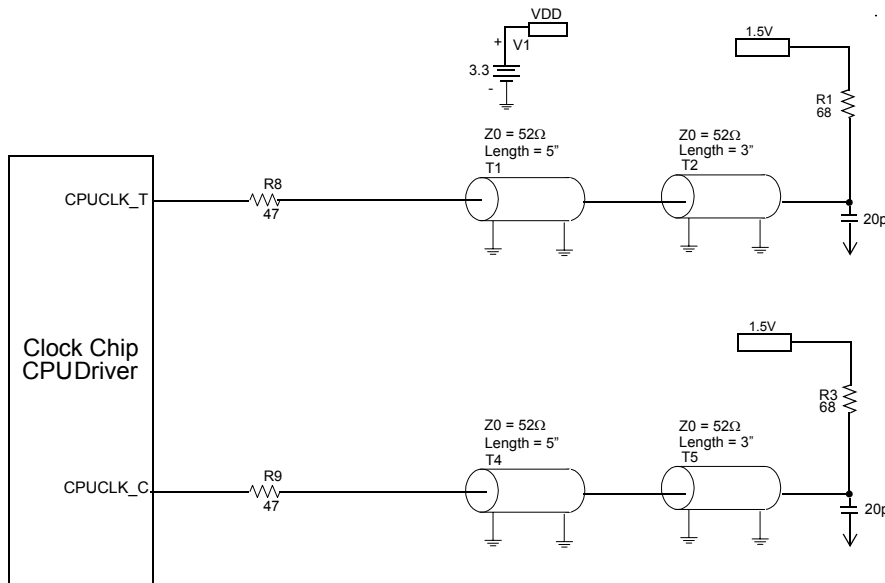 VDD
+
V1
3.3
-
1.5V
R1
68
Z0 = 52Ω
Length = 5”
T1
Z0 = 52Ω
Length = 3”
T2
CPUCLK_T
R8
47
20p
Clock Chip
CPUDriver
1.5V
R3
68
Z0 = 52Ω
Length = 5”
T4
Z0 = 52Ω
Length = 3”
T5
CPUCLK_C
R9
47
20p